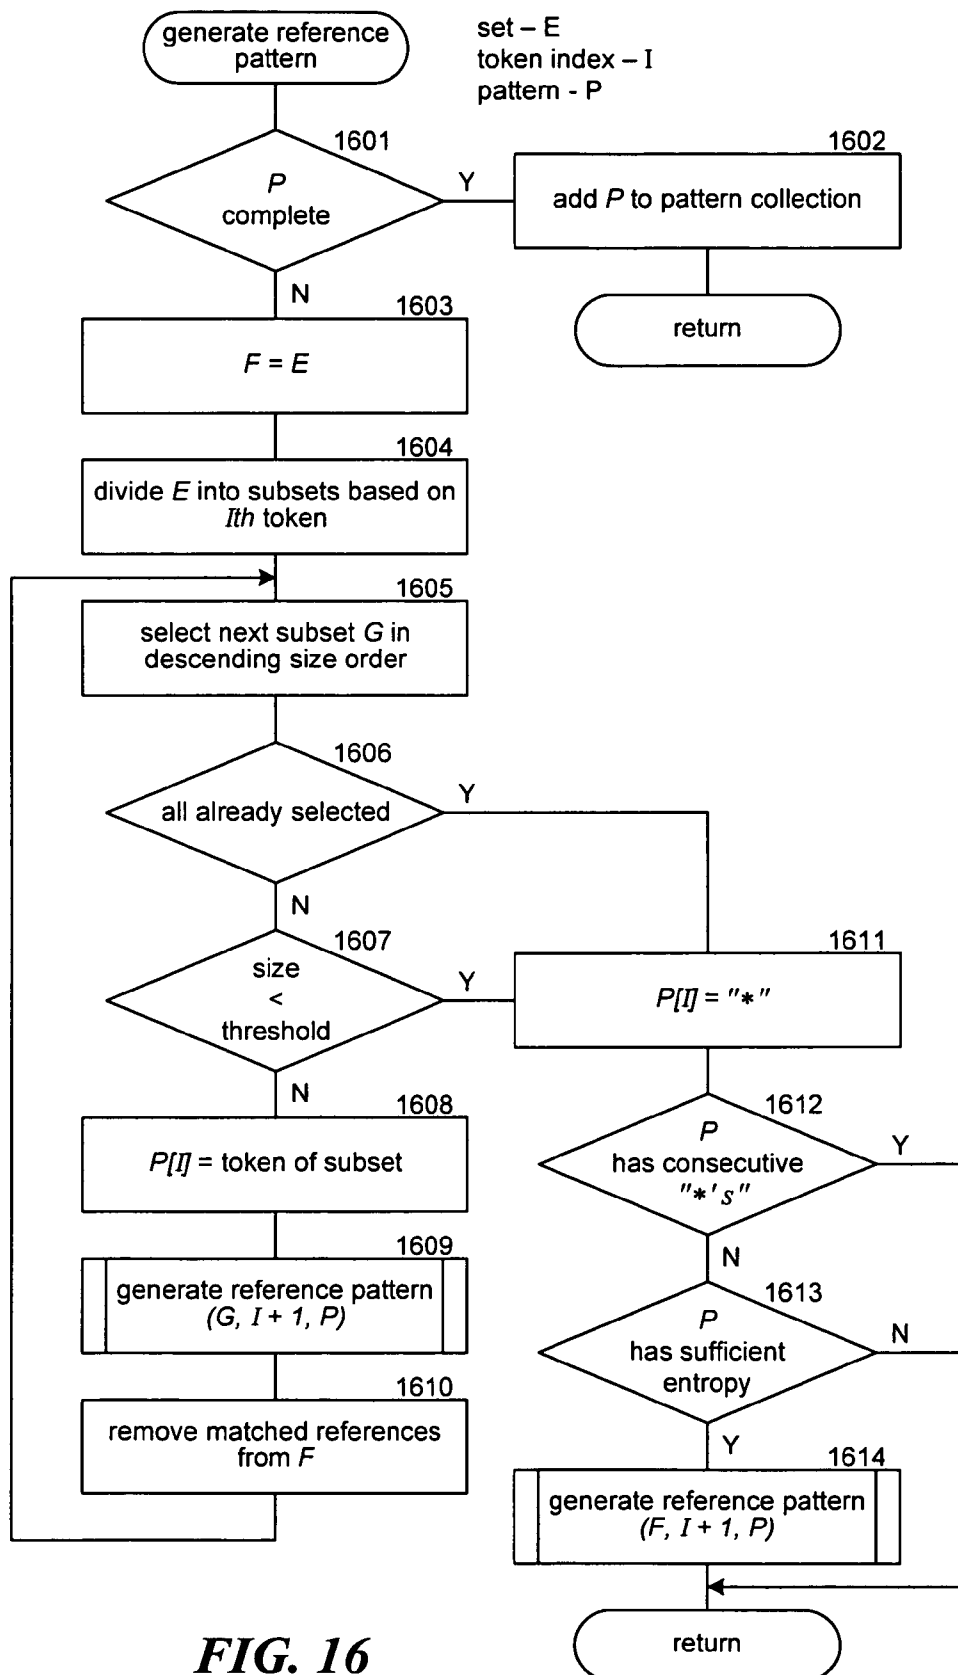 generate reference
pattern
set – E
token index – I
pattern - P
1601
P
complete
Y
N
1602
add P to pattern collection
return
1603
F = E
1604
divide E into subsets based on
Ith token
1605
select next subset G in
descending size order
1606
all already selected
Y
N
1607
size
<
threshold
Y
N
1611
P[I] = "*"
1608
P[I] = token of subset
1612
P
has consecutive
"*'s"
Y
N
1609
generate reference pattern
(G, I + 1, P)
1613
P
has sufficient
entropy
N
Y
1610
remove matched references
from F
1614
generate reference pattern
(F, I + 1, P)
return
FIG. 16